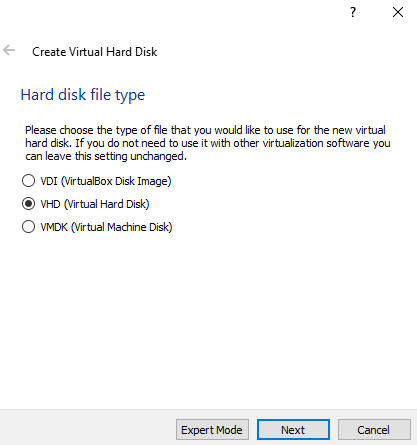 ?
Create Virtual Hard Disk
Hard disk file type
Please choose the type of file that you would like to use for the new virtual
hard disk. If you do not need to use it with other virtualization software you
can leave this setting unchanged.
VDI (VirtualBox Disk Image)
VHD (Virtual Hard Disk)
VMDK (Virtual Machine Disk)
Expert Mode Next Cancel